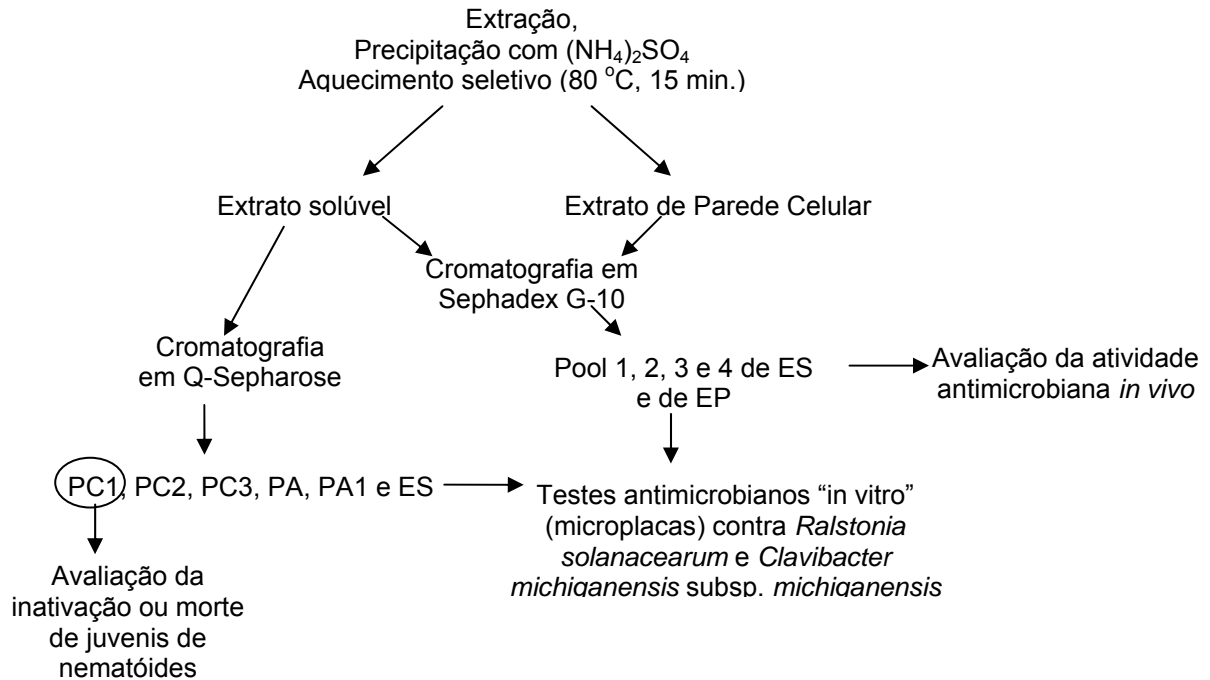 Extração,
Precipitação com (NH₄)₂SO₄
Aquecimento seletivo (80 °C, 15 min.)
Extrato solúvel
Extrato de Parede Celular
Cromatografia em
Sephadex G-10
Cromatografia
em Q-Sepharose
Pool 1, 2, 3 e 4 de ES
e de EP
Avaliação da atividade
antimicrobiana in vivo
PC1, PC2, PC3, PA, PA1 e ES
Testes antimicrobianos “in vitro”
(microplacas) contra Ralstonia
solanacearum e Clavibacter
michiganensis subsp. michiganensis
Avaliação da
inativação ou morte
de juvenis de
nematóides